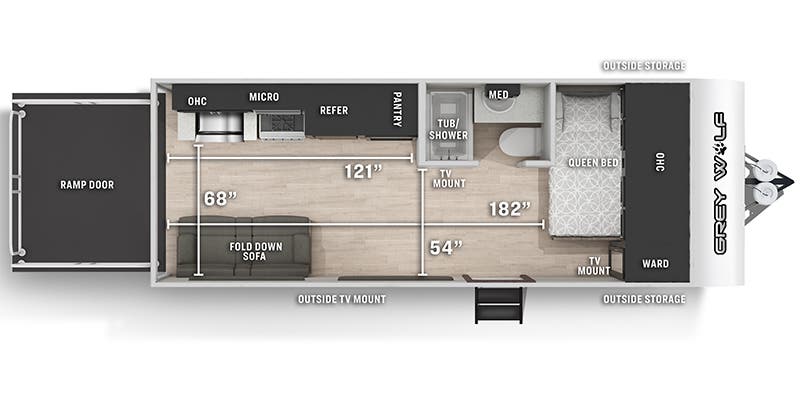 OUTSIDE STORAGE
OHC
MICRO
REFER
PANTRY
MED
TUB/
SHOWER
QUEEN BED
OHC
GREY WOLF
RAMP DOOR
121"
TV
MOUNT
68"
182"
FOLD DOWN
SOFA
54"
TV
MOUNT
WARD
OUTSIDE TV MOUNT
OUTSIDE STORAGE